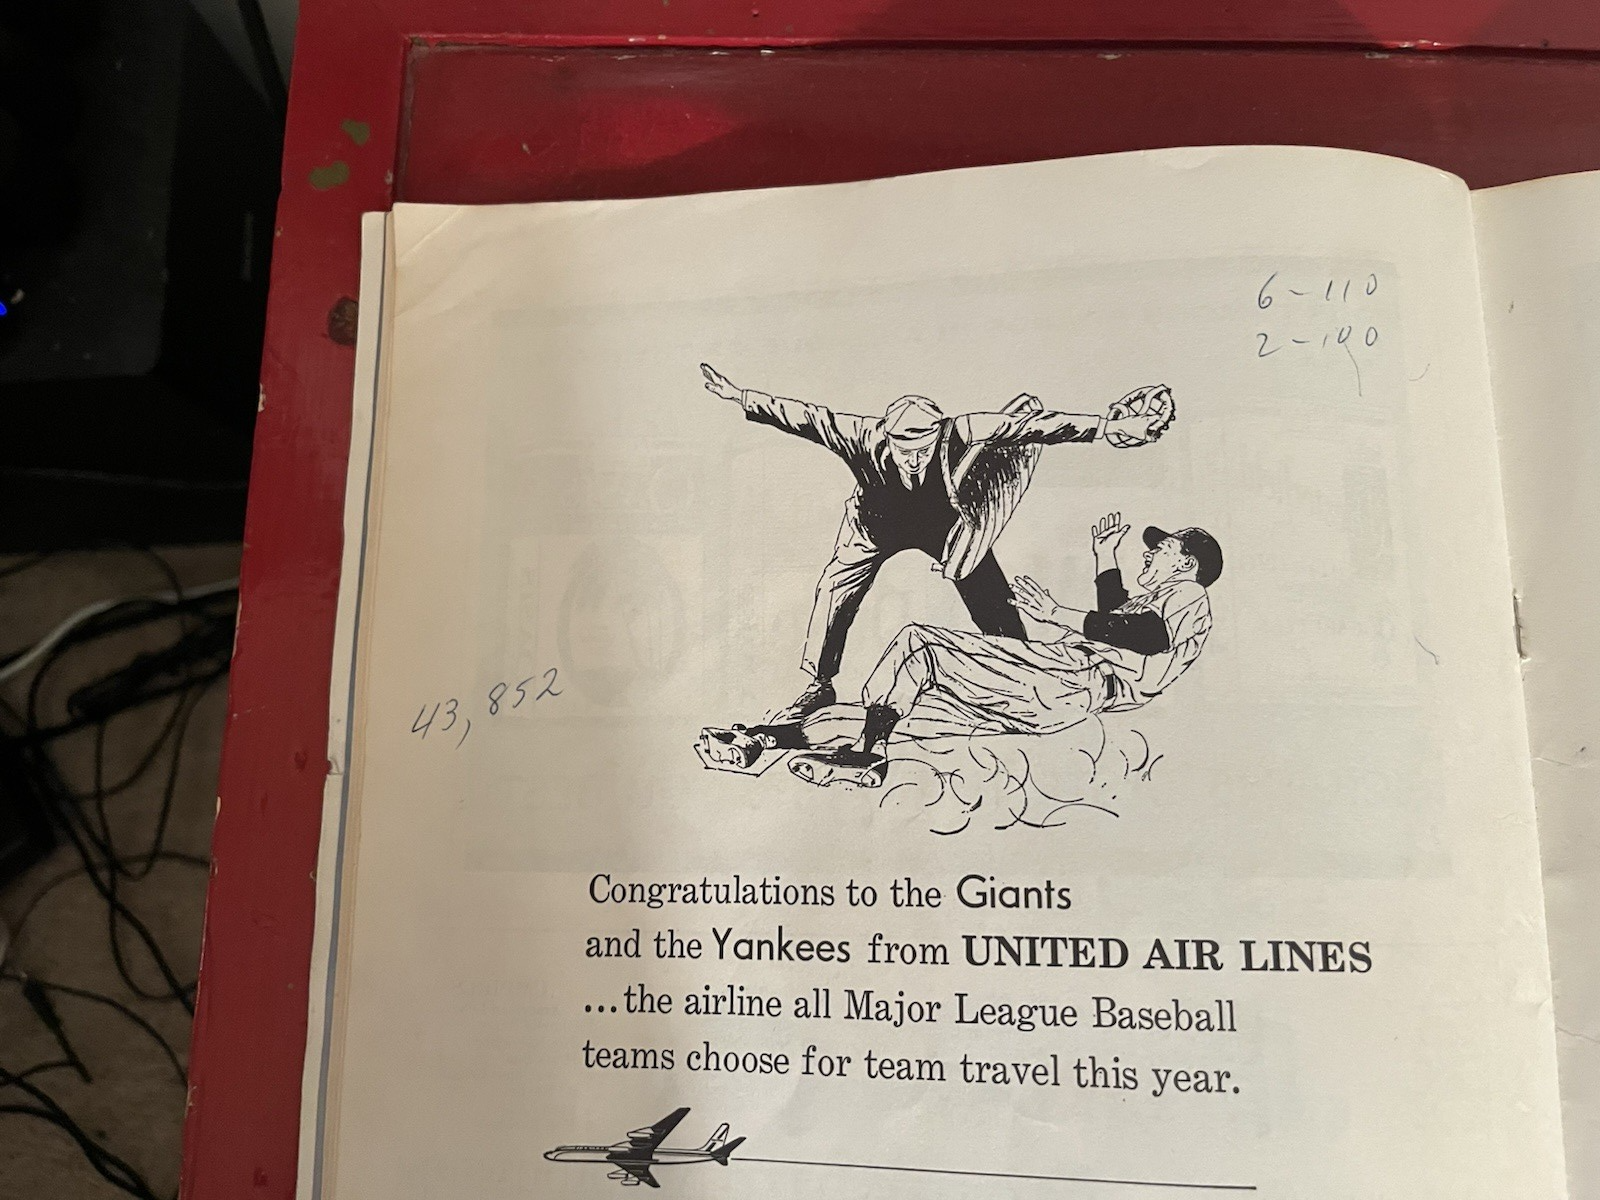 6-110
2-100
43,852
Congratulations to the Giants
and the Yankees from UNITED AIR LINES
...the airline all Major League Baseball
teams choose for team travel this year.